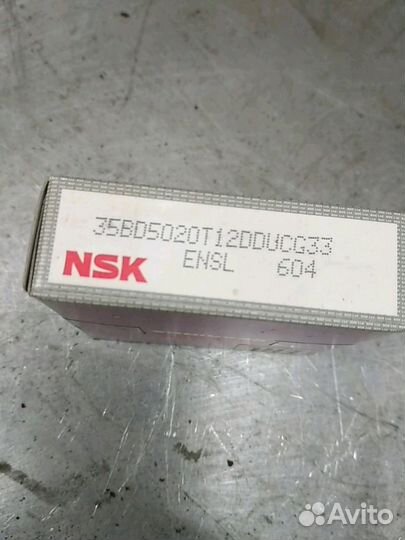 35BD5020T12DDUCG33
NSK ENSL 604
Avito